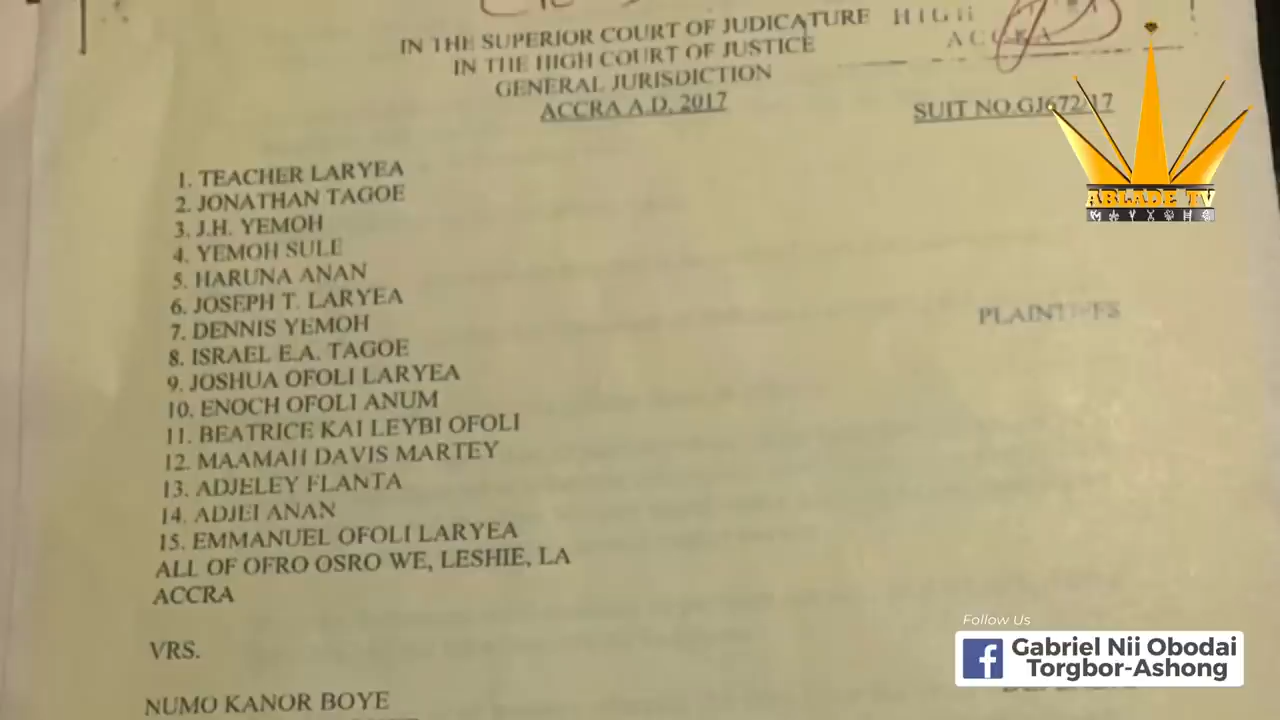 IN THE SUPERIOR COURT OF JUDICATURE
IN THE HIGH COURT OF JUSTICE
GENERAL JURISDICTION
ACCRA A.D. 2017
HIGH
ACCRA
SUIT NO.GJ672/17
ABLADE TV
1. TEACHER LARYEA
2. JONATHAN TAGOE
3. J.H. YEMOH
4. YEMOH SULE
5. HARUNA ANAN
6. JOSEPH T. LARYEA
7. DENNIS YEMOH
8. ISRAEL E.A. TAGOE
9. JOSHUA OFOLI LARYEA
10. ENOCH OFOLI ANUM
11. BEATRICE KAI LEYBI OFOLI
12. MAAMAH DAVIS MARTEY
13. ADJELEY FLANTA
14. ADJEI ANAN
15. EMMANUEL OFOLI LARYEA
ALL OF OFRO OSRO WE, LESHIE, LA
ACCRA
PLAINTIFFS
VRS.
NUMO KANOR BOYE
Follow Us
Gabriel Nii Obodai
Torgbor-Ashong